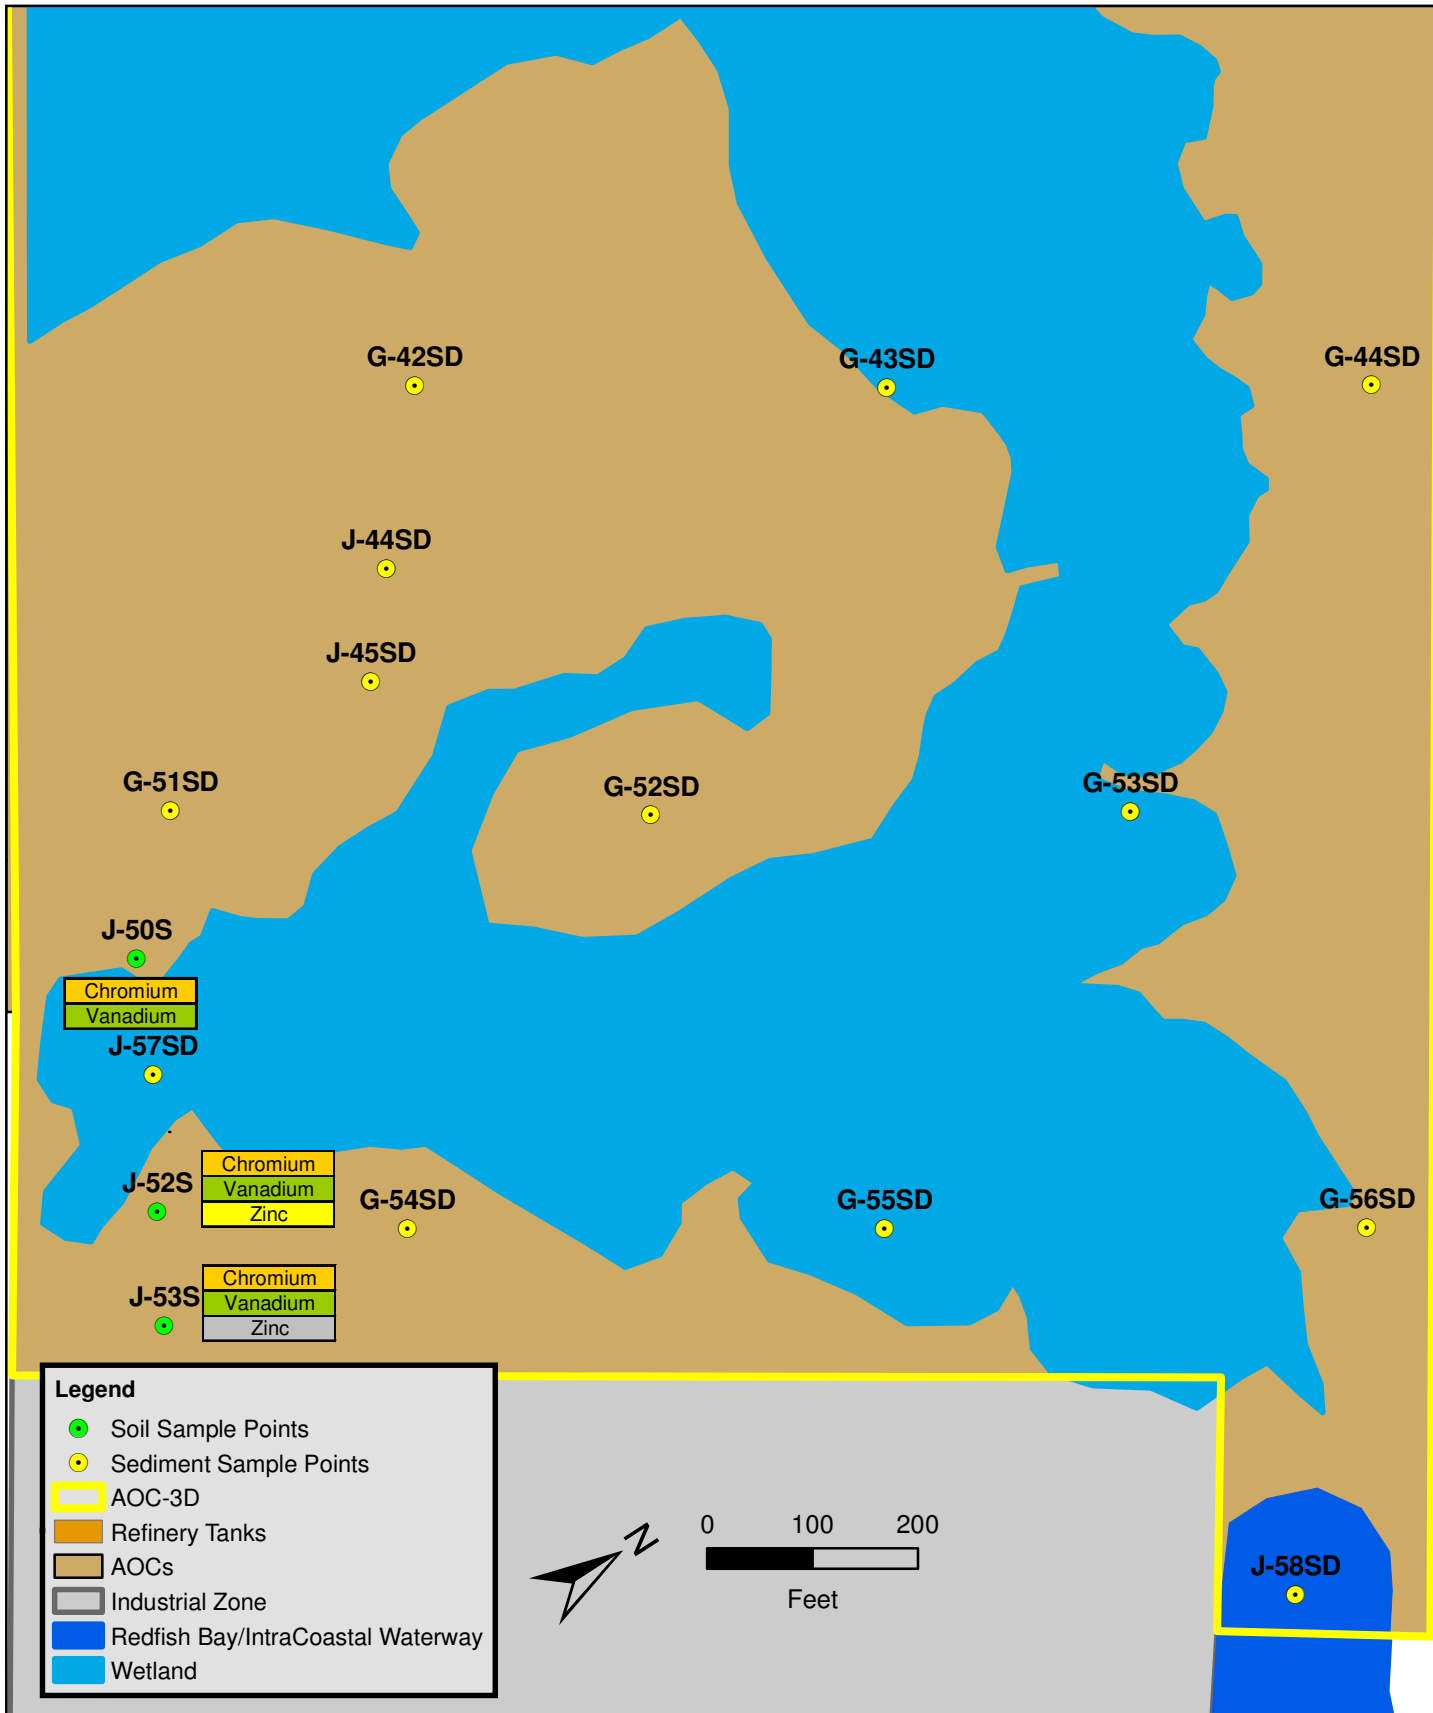 G-42SD
G-43SD
G-44SD
J-44SD
J-45SD
G-51SD
G-52SD
G-53SD
J-50S
Chromium
Vanadium
J-57SD
J-52S
Chromium
Vanadium
Zinc
G-54SD
G-55SD
G-56SD
J-53S
Chromium
Vanadium
Zinc
Legend
Soil Sample Points
Sediment Sample Points
AOC-3D
Refinery Tanks
AOCs
Industrial Zone
Redfish Bay/IntraCoastal Waterway
Wetland
N
0 100 200
Feet
J-58SD